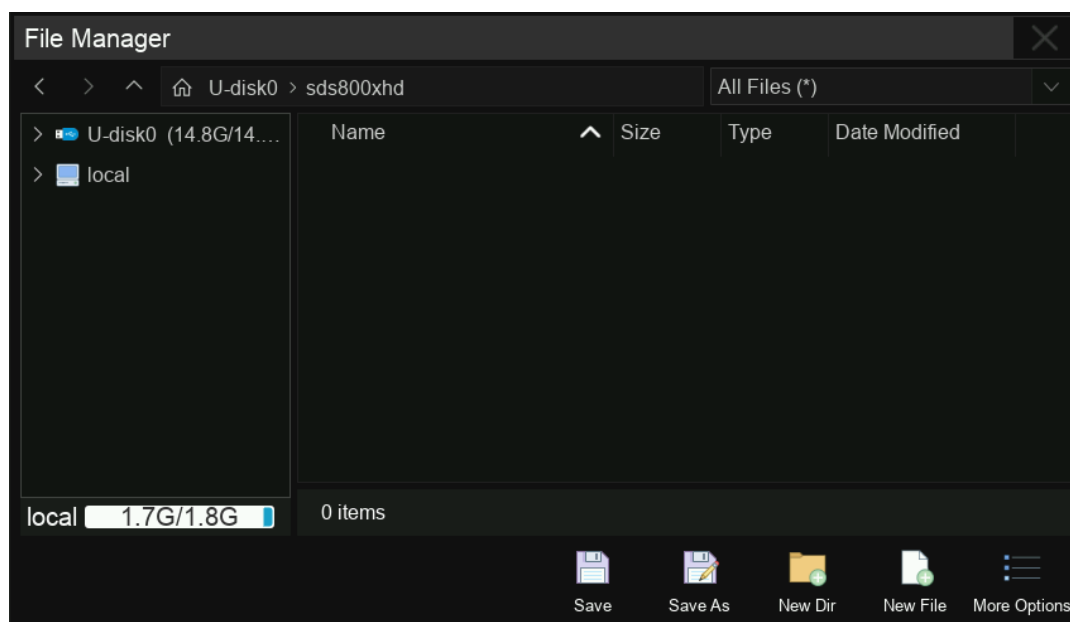 File Manager
U-disk0 > sds800xhd
All Files (*)
U-disk0 (14.8G/14....
local
Name
Size
Type
Date Modified
local 1.7G/1.8G
0 items
Save
Save As
New Dir
New File
More Options